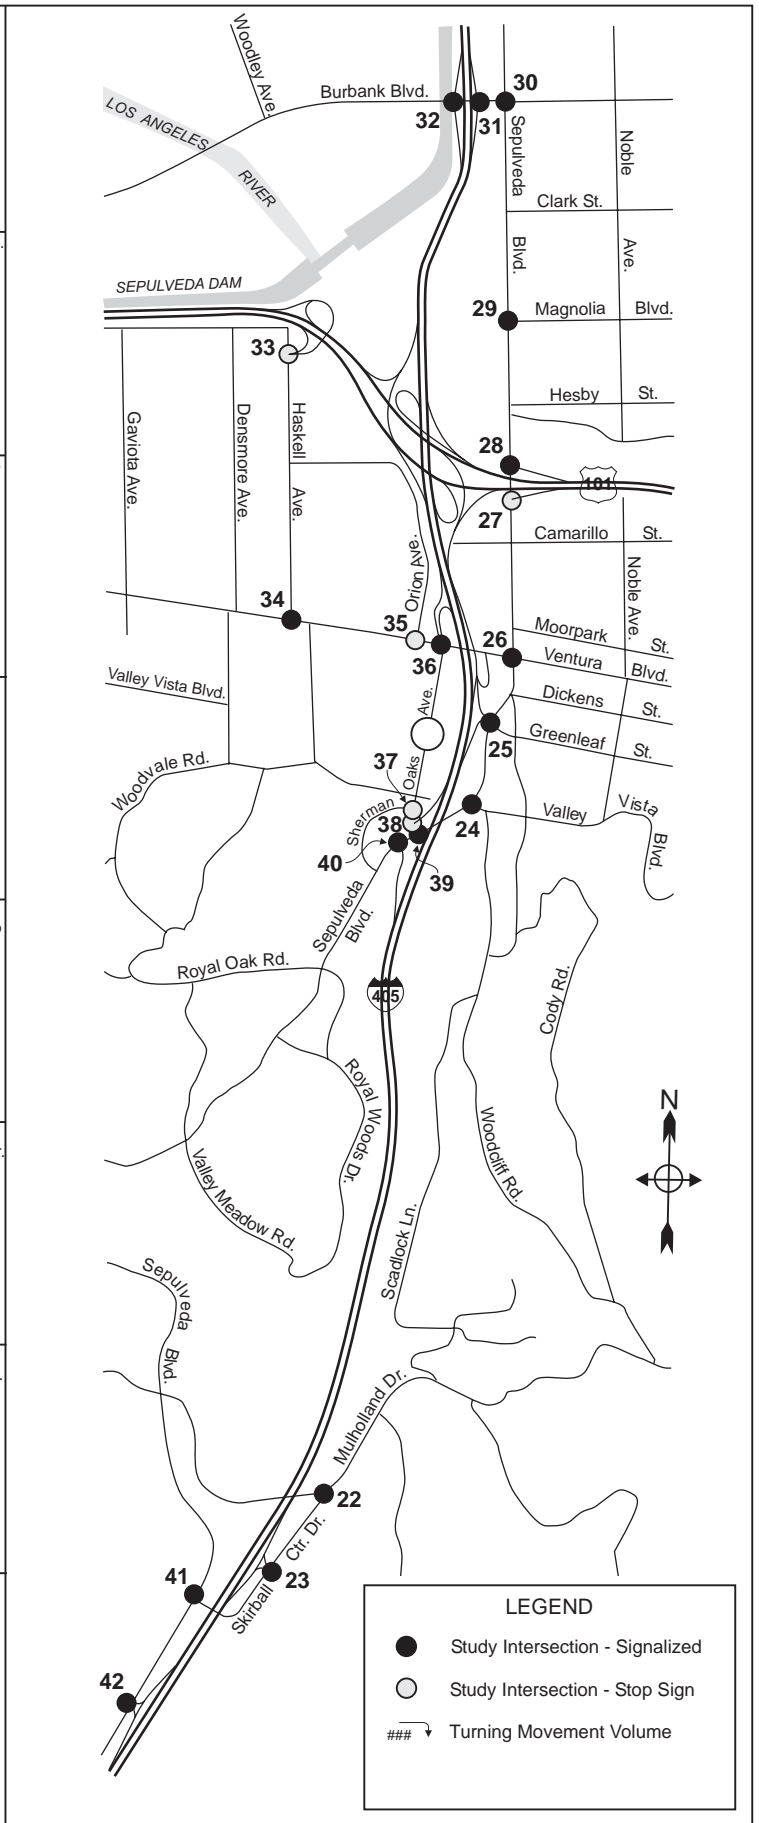 Woodley Ave.
Burbank Blvd.
30
32
31
LOS ANGELES
RIVER
Sepulveda
Noble
Clark St.
Blvd.
Ave.
SEPULVEDA DAM
29
Magnolia Blvd.
33
Hesby St.
Gaviota Ave.
Densmore Ave.
Haskell
Ave.
28
101
27
Camarillo St.
Orion Ave.
Noble Ave.
34
35
36
26
Moorpark St.
Ventura Blvd.
Valley Vista Blvd.
Dickens St.
Ave.
25
Greenleaf St.
Woodvale Rd.
37
Oaks
Sherman
38
24
Valley Vista
Blvd.
40
39
Sepulveda
Blvd.
Royal Oak Rd.
405
Cody Rd.
Royal Woods Dr.
N
Woodcliff Rd.
Valley Meadow Rd.
Scadlock Ln.
Sepulveda
Blvd.
Mulholland Dr.
22
Ctr. Dr.
41
23
Skirball
42
LEGEND
Study Intersection - Signalized
Study Intersection - Stop Sign
### Turning Movement Volume